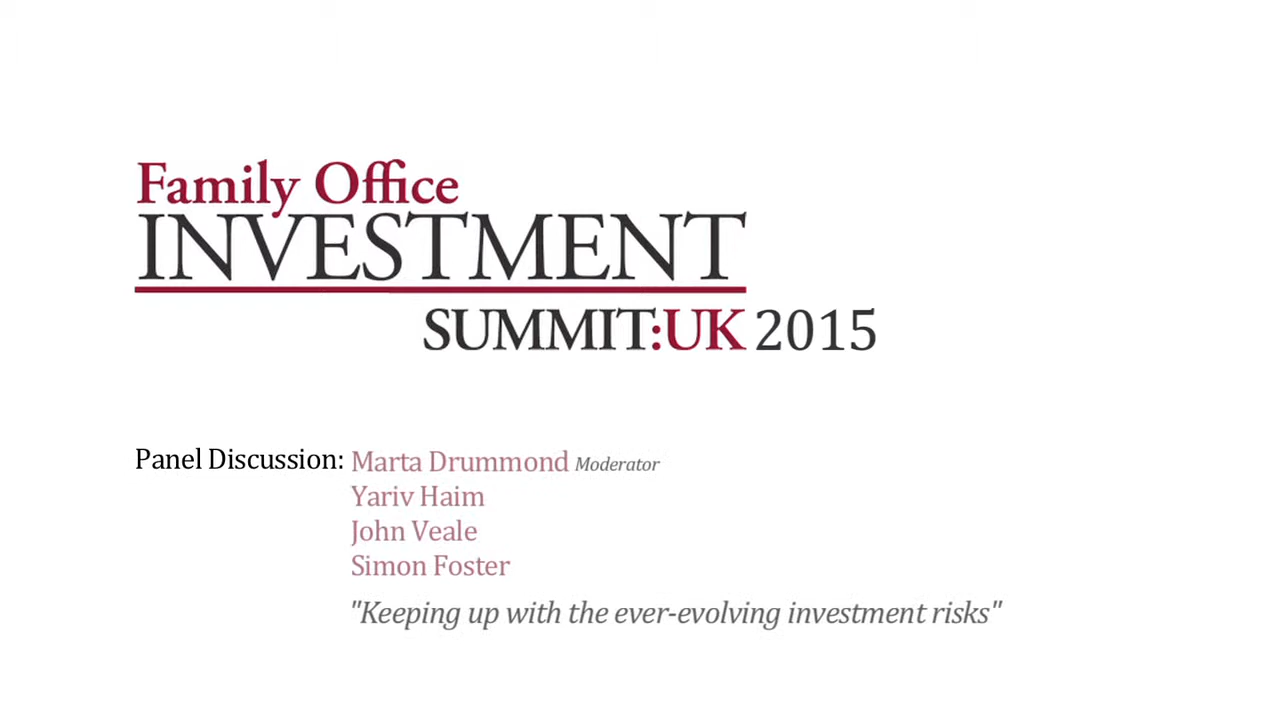 Family Office
INVESTMENT
SUMMIT:UK 2015
Panel Discussion: Marta Drummond Moderator
Yariv Haim
John Veale
Simon Foster
"Keeping up with the ever-evolving investment risks"